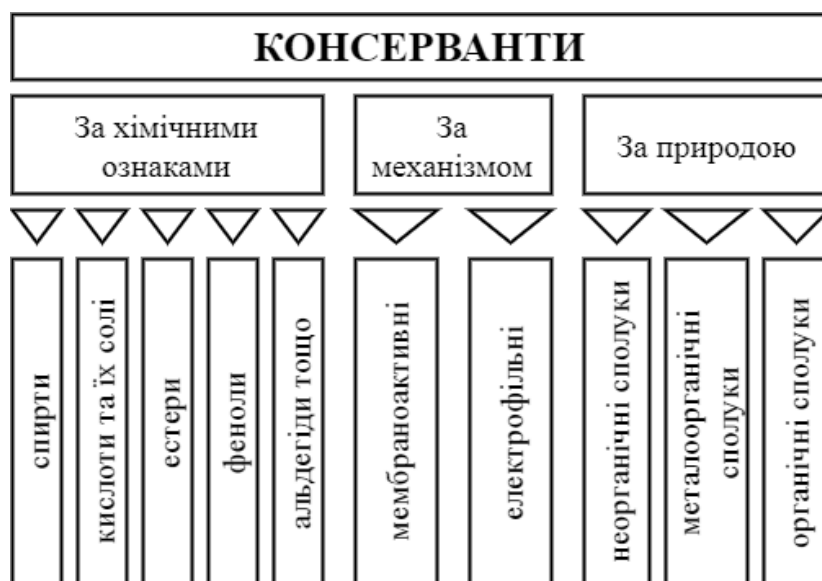 КОНСЕРВАНТИ
За хімічними
ознаками
За
механізмом
За природою
спирти
кислоти та їх солі
естери
феноли
альдегіди тощо
мембраноактивні
електрофільні
неорганічні сполуки
металоорганічні
сполуки
органічні сполуки